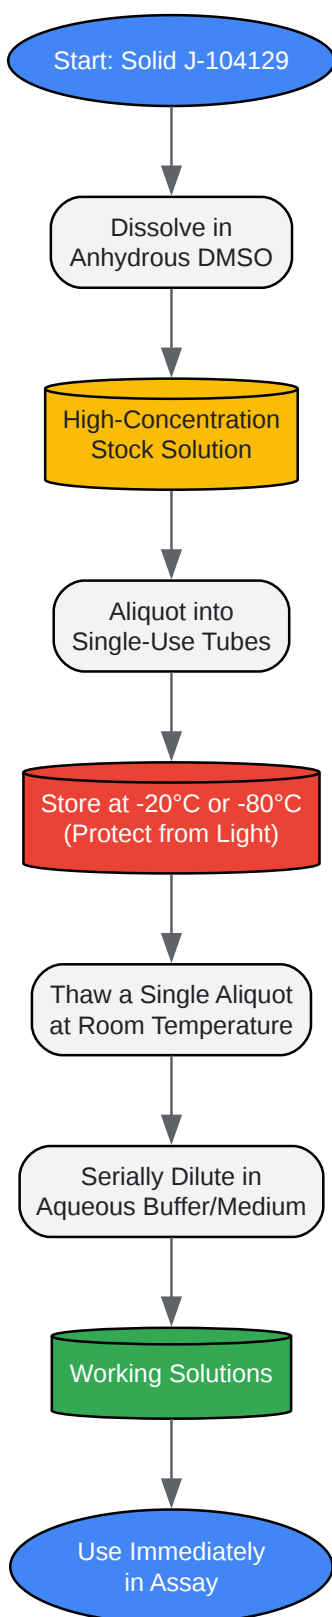 Start: Solid J-104129
Dissolve in
Anhydrous DMSO
High-Concentration
Stock Solution
Aliquot into
Single-Use Tubes
Store at -20°C or -80°C
(Protect from Light)
Thaw a Single Aliquot
at Room Temperature
Serially Dilute in
Aqueous Buffer/Medium
Working Solutions
Use Immediately
in Assay